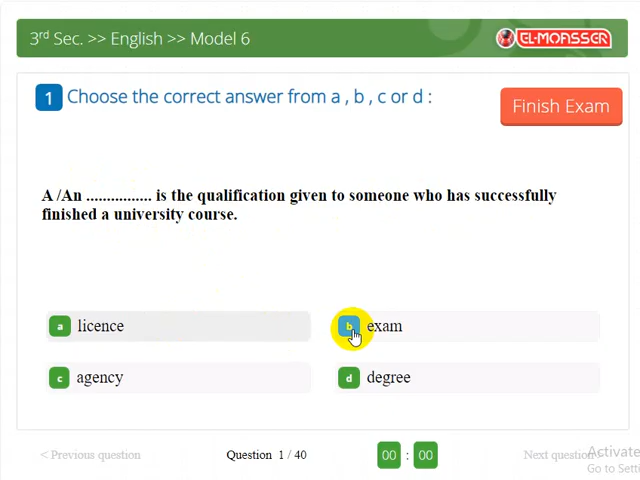 3rd Sec. >> English >> Model 6
EL-MOASSER
1 Choose the correct answer from a , b , c or d :
Finish Exam
A /An ................ is the qualification given to someone who has successfully
finished a university course.
a licence
b exam
c agency
d degree
< Previous question
Question 1 / 40
00 : 00
Next question >
Activate
Go to Setti